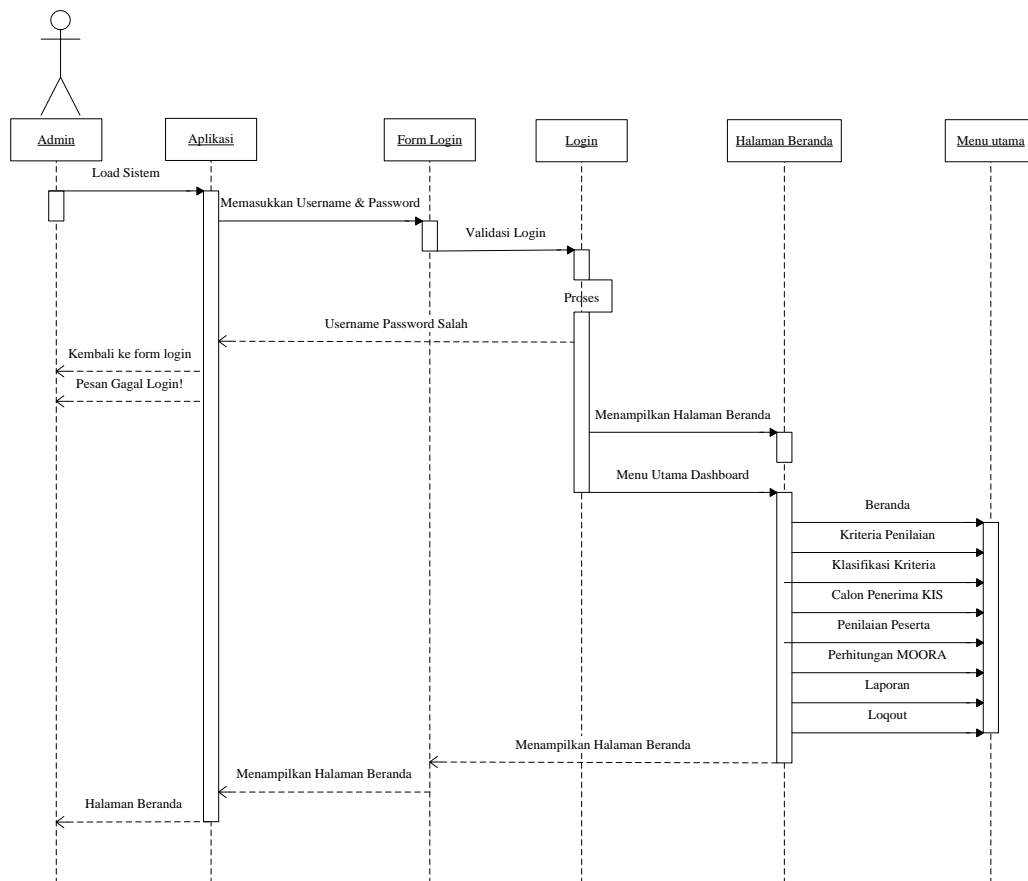 Admin
Aplikasi
Form Login
Login
Halaman Beranda
Menu utama
Load Sistem
Memasukkan Username & Password
Validasi Login
Proses
Username Password Salah
Kembali ke form login
Pesan Gagal Login!
Menampilkan Halaman Beranda
Menu Utama Dashboard
Beranda
Kriteria Penilaian
Klasifikasi Kriteria
Calon Penerima KIS
Penilaian Peserta
Perhitungan MOORA
Laporan
Loqout
Menampilkan Halaman Beranda
Menampilkan Halaman Beranda
Halaman Beranda